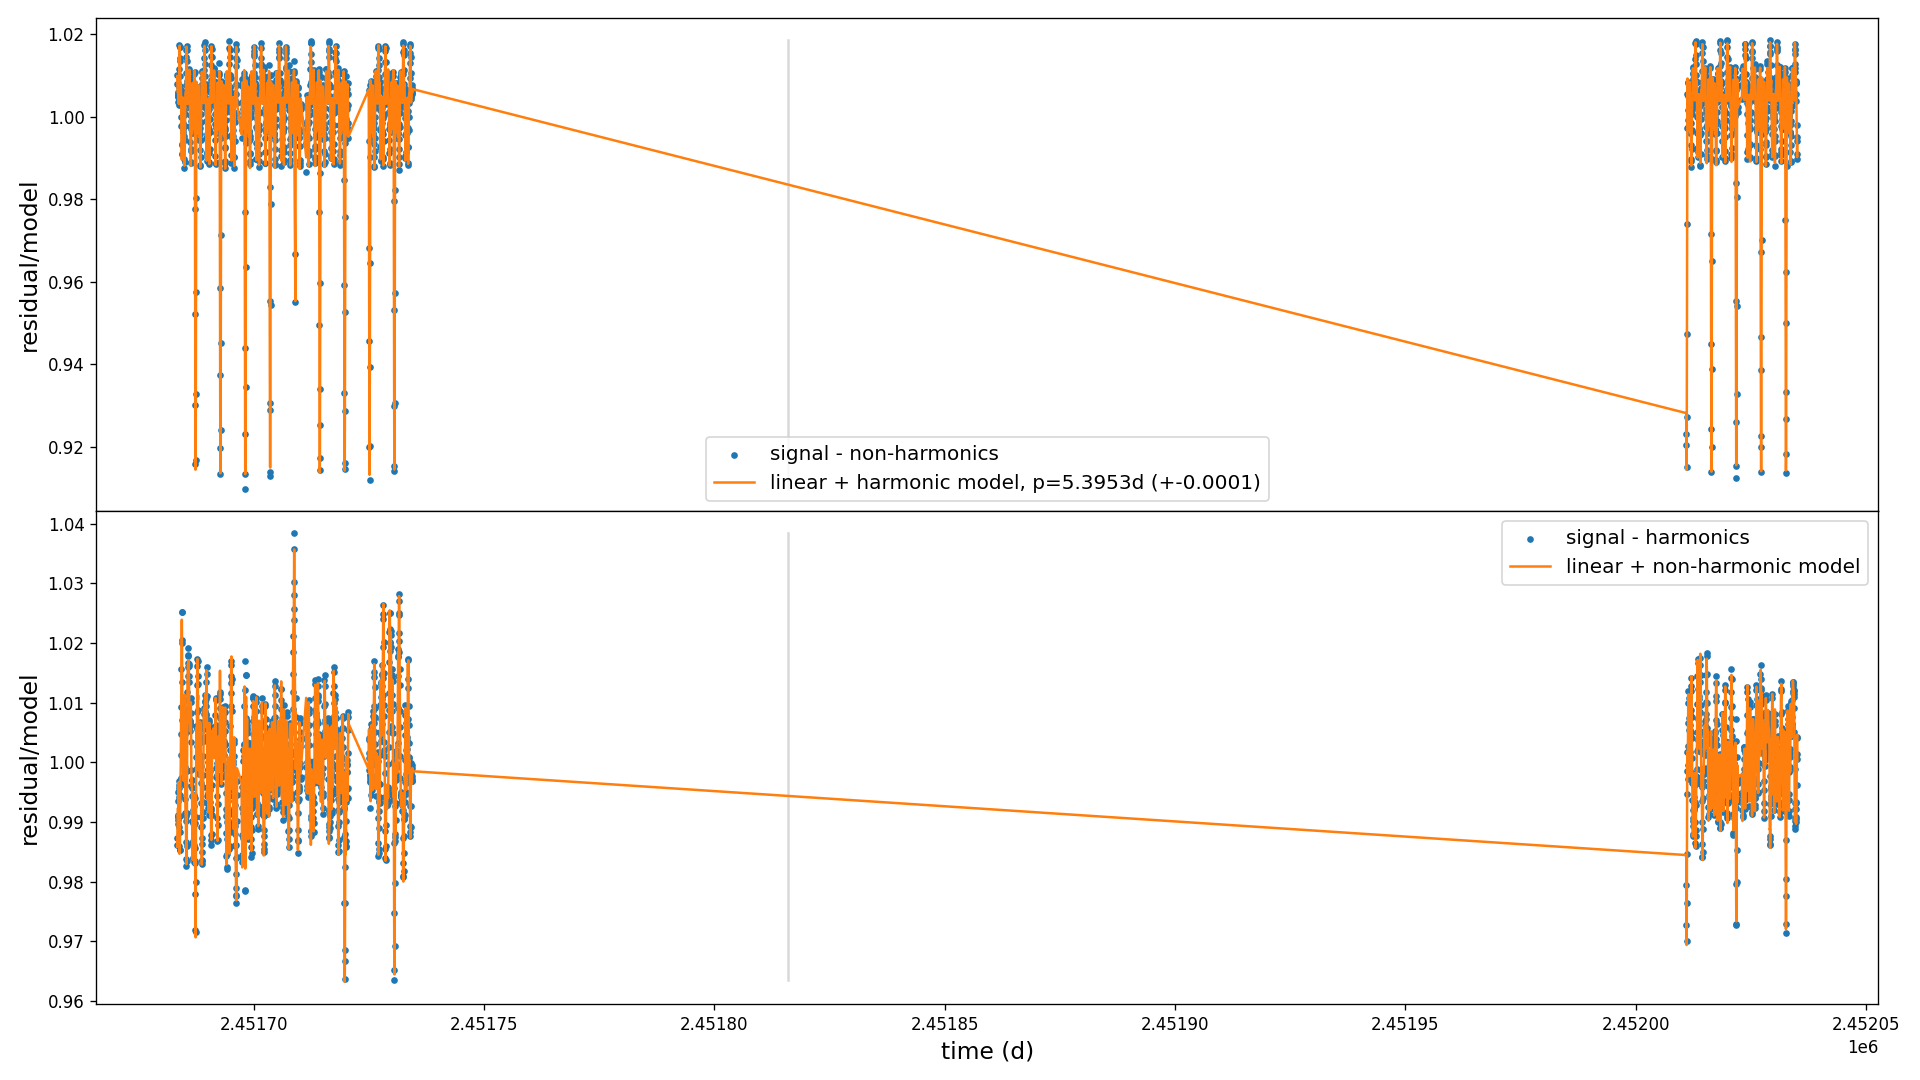 1.02
1.00
0.98
0.96
0.94
0.92
residual/model
signal - non-harmonics
linear + harmonic model, p=5.3953d (+-0.0001)
1.04
1.03
1.02
1.01
1.00
0.99
0.98
0.97
0.96
residual/model
signal - harmonics
linear + non-harmonic model
2.45170 2.45175 2.45180 2.45185 2.45190 2.45195 2.45200 2.45205
1e6
time (d)